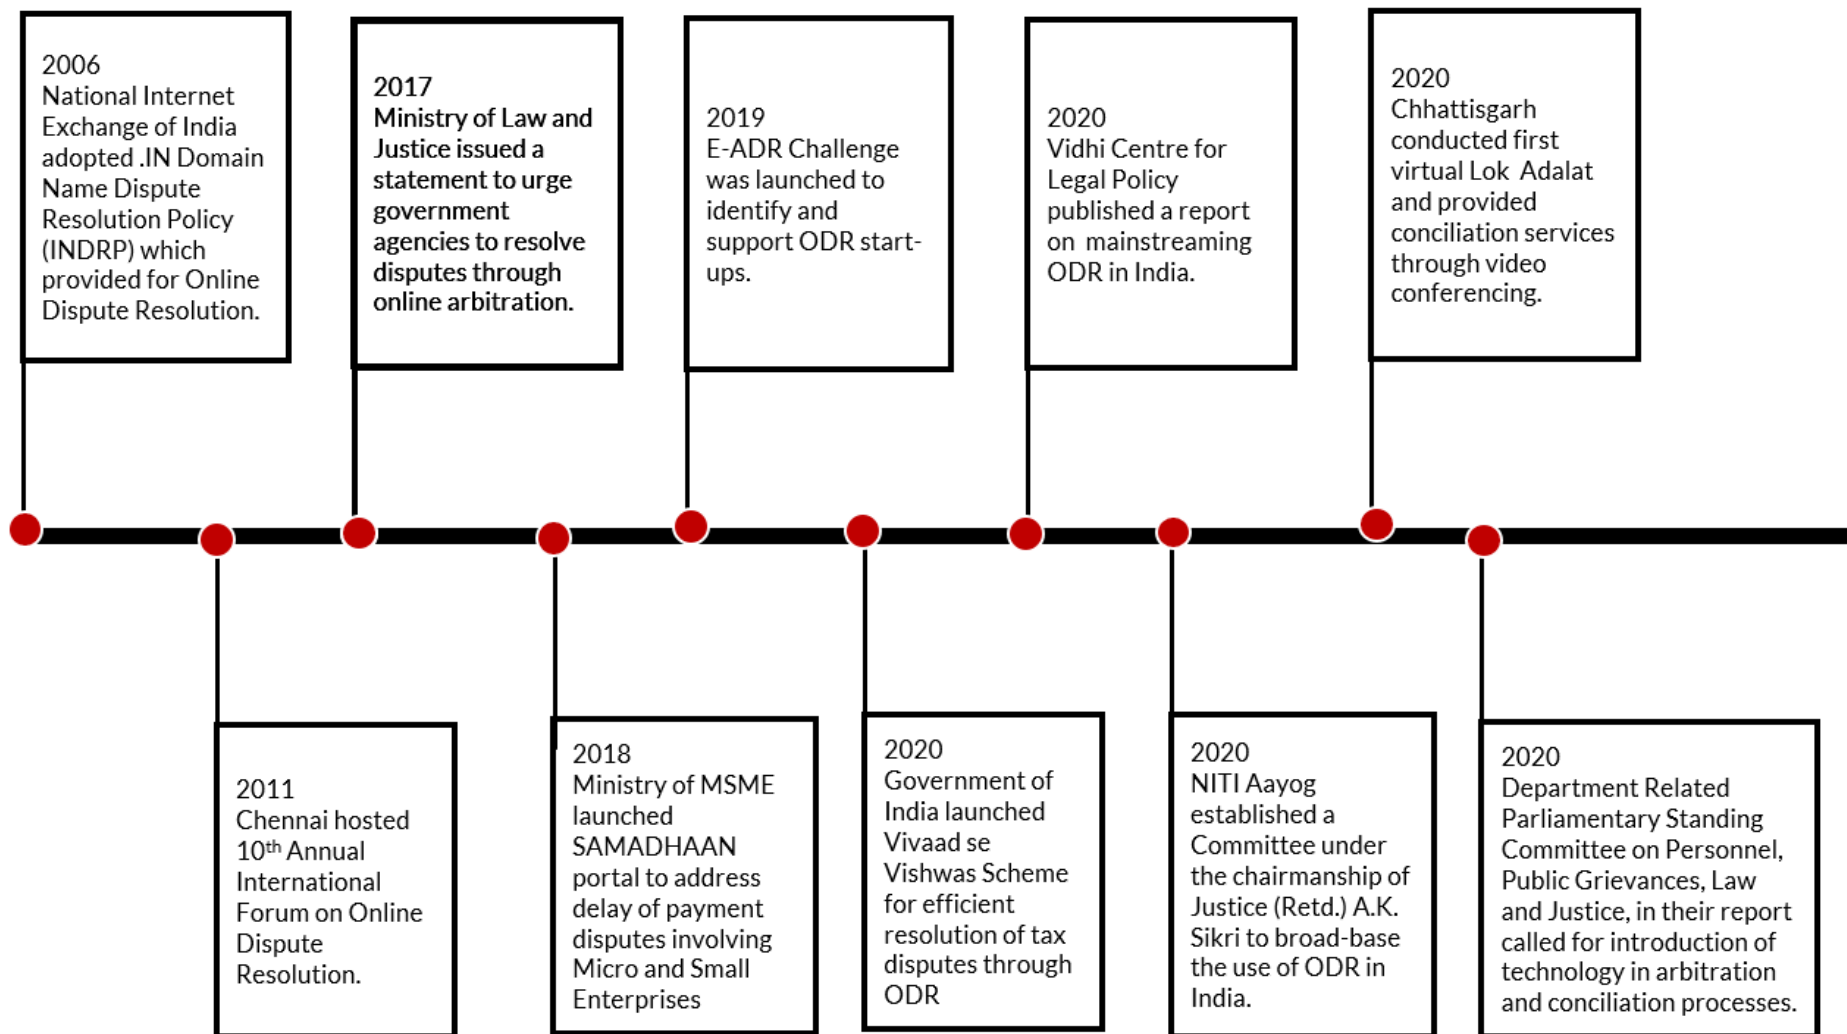 2006
National Internet
Exchange of India
adopted .IN Domain
Name Dispute
Resolution Policy
(INDRP) which
provided for Online
Dispute Resolution.
2017
Ministry of Law and
Justice issued a
statement to urge
government
agencies to resolve
disputes through
online arbitration.
2019
E-ADR Challenge
was launched to
identify and
support ODR start-
ups.
2020
Vidhi Centre for
Legal Policy
published a report
on mainstreaming
ODR in India.
2020
Chhattisgarh
conducted first
virtual Lok Adalat
and provided
conciliation services
through video
conferencing.
2011
Chennai hosted
10th Annual
International
Forum on Online
Dispute
Resolution.
2018
Ministry of MSME
launched
SAMADHAAN
portal to address
delay of payment
disputes involving
Micro and Small
Enterprises
2020
Government of
India launched
Vivaad se
Vishwas Scheme
for efficient
resolution of tax
disputes through
ODR
2020
NITI Aayog
established a
Committee under
the chairmanship of
Justice (Retd.) A.K.
Sikri to broad-base
the use of ODR in
India.
2020
Department Related
Parliamentary Standing
Committee on Personnel,
Public Grievances, Law
and Justice, in their report
called for introduction of
technology in arbitration
and conciliation processes.